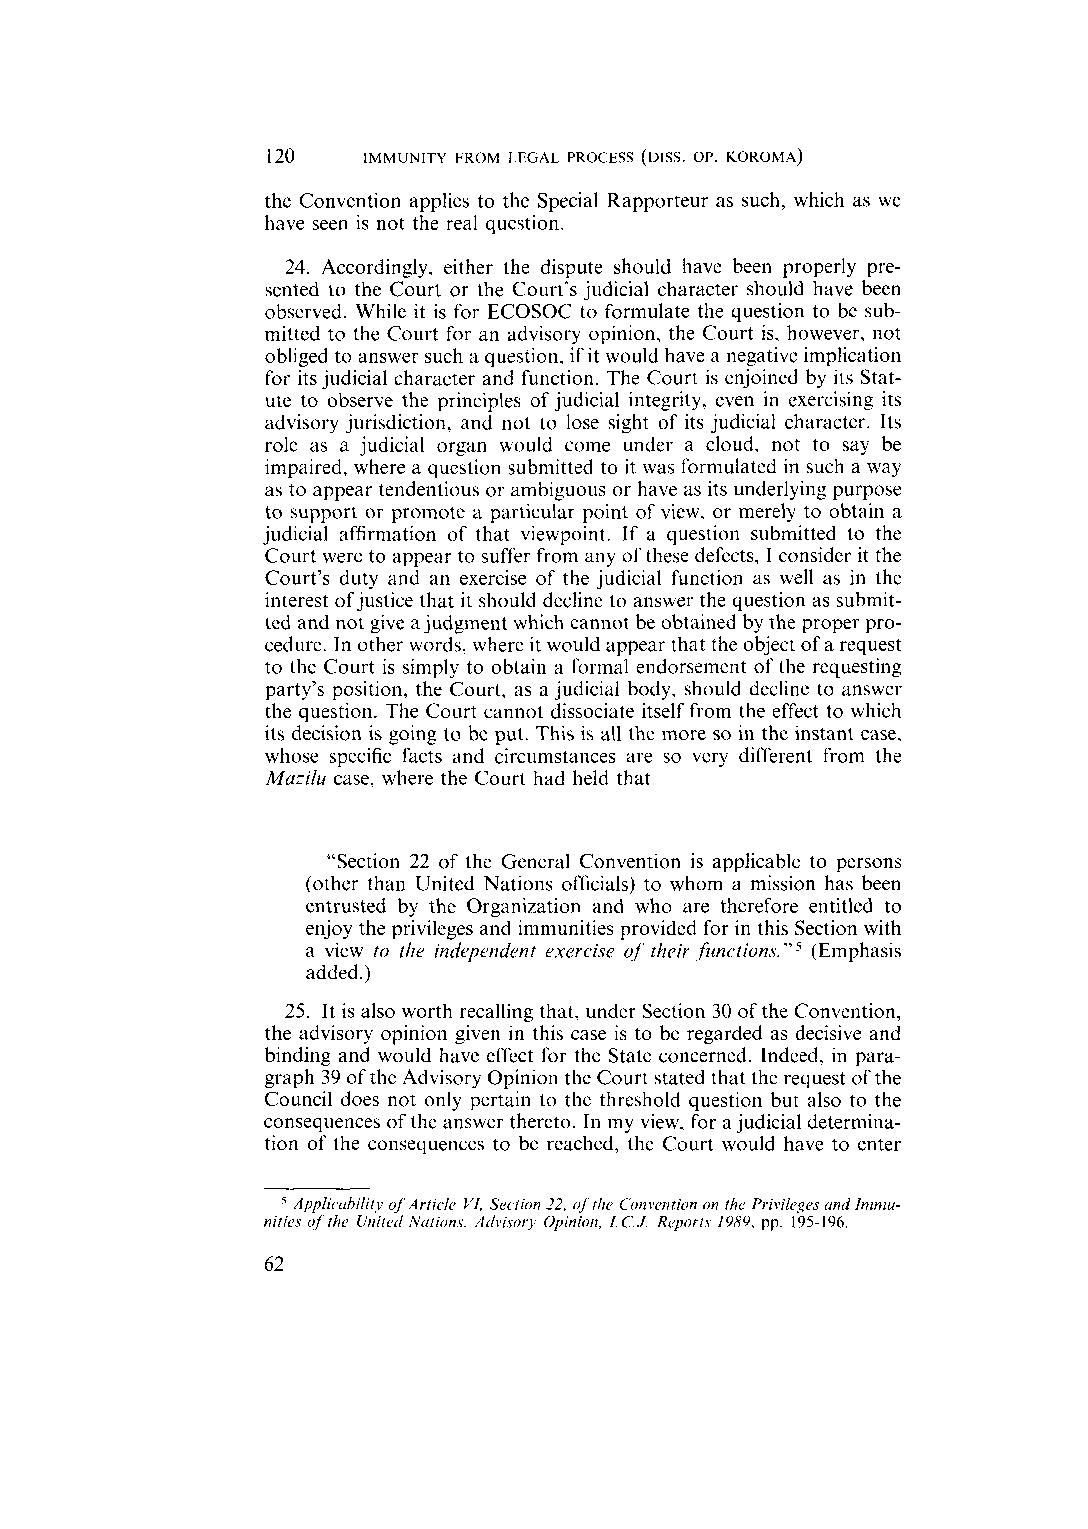 120 IMMUNITY FROM LEGAL PROCESS (DISS. OP. KOROMA)
the Convention applies to the Special Rapporteur as such, which as we
have seen is not the real question.
24. Accordingly, either the dispute should have been properly pre-
sented to the Court or the Court's judicial character should have been
observed. While it is for ECOSOC to formulate the question to be sub-
mitted to the Court for an advisory opinion, the Court is, however, not
obliged to answer such a question, if it would have a negative implication
for its judicial character and function. The Court is enjoined by its Stat-
ute to observe the principles of judicial integrity, even in exercising its
advisory jurisdiction, and not to lose sight of its judicial character. Its
role as a judicial organ would come under a cloud, not to say be
impaired, where a question submitted to it was formulated in such a way
as to appear tendentious or ambiguous or have as its underlying purpose
to support or promote a particular point of view, or merely to obtain a
judicial affirmation of that viewpoint. If a question submitted to the
Court were to appear to suffer from any of these defects, I consider it the
Court's duty and an exercise of the judicial function as well as in the
interest of justice that it should decline to answer the question as submit-
ted and not give a judgment which cannot be obtained by the proper pro-
cedure. In other words, where it would appear that the object of a request
to the Court is simply to obtain a formal endorsement of the requesting
party's position, the Court, as a judicial body, should decline to answer
the question. The Court cannot dissociate itself from the effect to which
its decision is going to be put. This is all the more so in the instant case,
whose specific facts and circumstances are so very different from the
Mazilu case, where the Court had held that
"Section 22 of the General Convention is applicable to persons
(other than United Nations officials) to whom a mission has been
entrusted by the Organization and who are therefore entitled to
enjoy the privileges and immunities provided for in this Section with
a view to the independent exercise of their functions."5 (Emphasis
added.)
25. It is also worth recalling that, under Section 30 of the Convention,
the advisory opinion given in this case is to be regarded as decisive and
binding and would have effect for the State concerned. Indeed, in para-
graph 39 of the Advisory Opinion the Court stated that the request of the
Council does not only pertain to the threshold question but also to the
consequences of the answer thereto. In my view, for a judicial determina-
tion of the consequences to be reached, the Court would have to enter
5 Applicability of Article VI, Section 22, of the Convention on the Privileges and Immu-
nities of the United Nations, Advisory Opinion, I.C.J. Reports 1989, pp. 195-196.
62